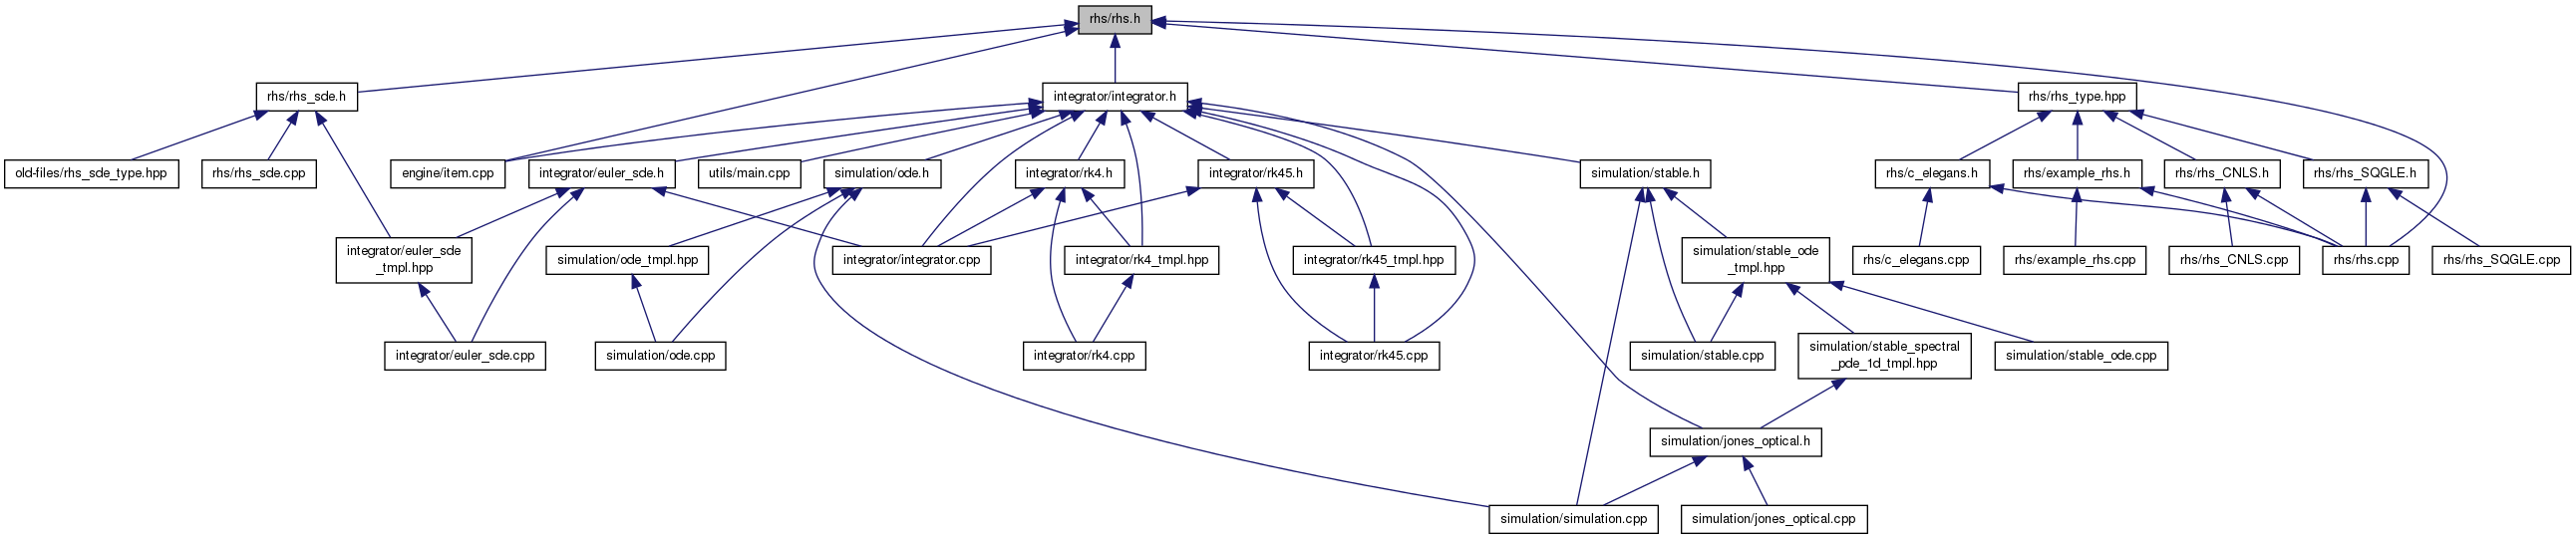 rhs/rhs.h
rhs/rhs_sde.h
integrator/integrator.h
rhs/rhs_type.hpp
old-files/rhs_sde_type.hpp
rhs/rhs_sde.cpp
engine/item.cpp
integrator/euler_sde.h
utils/main.cpp
simulation/ode.h
integrator/rk4.h
integrator/rk45.h
simulation/stable.h
rhs/c_elegans.h
rhs/example_rhs.h
rhs/rhs_CNLS.h
rhs/rhs_SQGLE.h
integrator/euler_sde
_tmpl.hpp
simulation/ode_tmpl.hpp
integrator/integrator.cpp
integrator/rk4_tmpl.hpp
integrator/rk45_tmpl.hpp
simulation/stable_ode
_tmpl.hpp
rhs/c_elegans.cpp
rhs/example_rhs.cpp
rhs/rhs_CNLS.cpp
rhs/rhs.cpp
rhs/rhs_SQGLE.cpp
integrator/euler_sde.cpp
simulation/ode.cpp
integrator/rk4.cpp
integrator/rk45.cpp
simulation/stable.cpp
simulation/stable_spectral
_pde_1d_tmpl.hpp
simulation/stable_ode.cpp
simulation/jones_optical.h
simulation/simulation.cpp
simulation/jones_optical.cpp